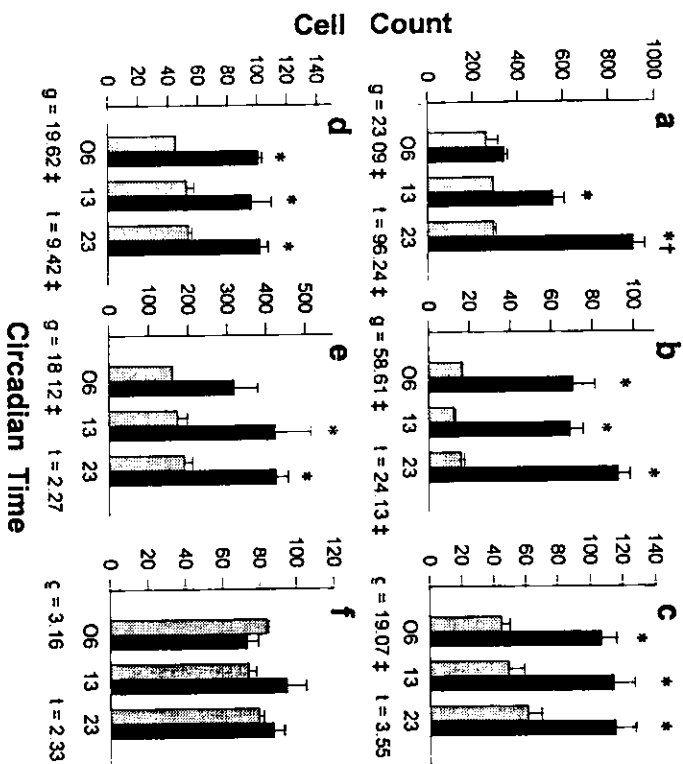 Cell Count
a
0 200 400 600 800 1000
* *†
06 13 23
g = 23.09 ‡ t = 96.24 ‡
b
0 20 40 60 80 100
* * *
06 13 23
g = 58.61 ‡ t = 24.13 ‡
c
0 20 40 60 80 100 120 140
* * *
06 13 23
g = 19.07 ‡ t = 3.55
d
0 20 40 60 80 100 120 140
* * *
06 13 23
g = 19.62 ‡ t = 9.42 ‡
e
0 100 200 300 400 500
* *
06 13 23
g = 18.12 ‡ t = 2.27
f
0 20 40 60 80 100 120
06 13 23
g = 3.16 t = 2.33
Circadian Time